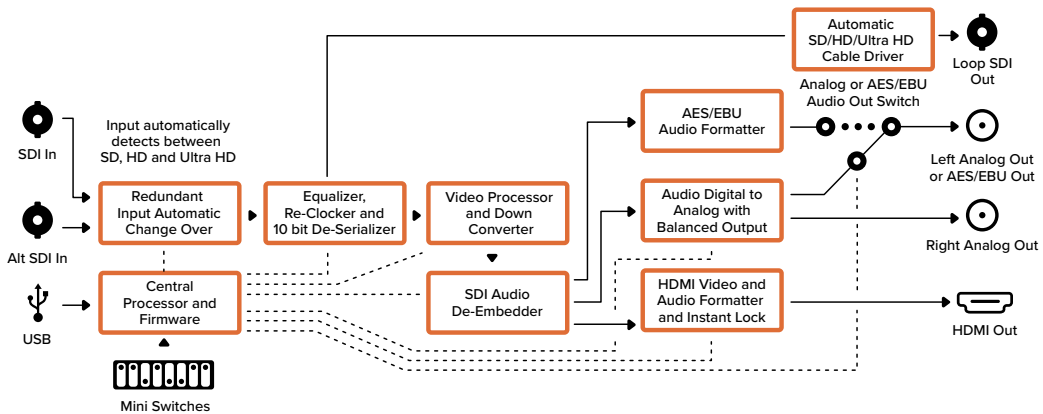 Automatic
SD/HD/Ultra HD
Cable Driver
Loop SDI
Out
Analog or AES/EBU
Audio Out Switch
SDI In
Input automatically
detects between
SD, HD and Ultra HD
AES/EBU
Audio Formatter
Left Analog Out
or AES/EBU Out
Alt SDI In
Redundant
Input Automatic
Change Over
Equalizer,
Re-Clocker and
10 bit De-Serializer
Video Processor
and Down
Converter
Audio Digital to
Analog with
Balanced Output
Right Analog Out
USB
Central
Processor and
Firmware
SDI Audio
De-Embedder
HDMI Video and
Audio Formatter
and Instant Lock
HDMI Out
Mini Switches